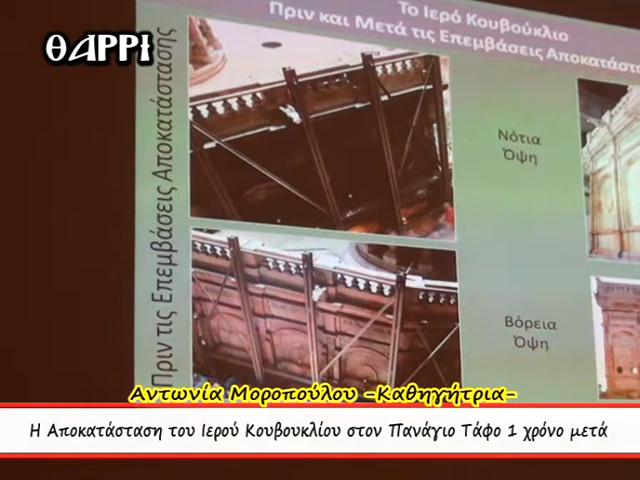 ΘΑΡΡΙ
Το Ιερό Κουβούκλιο
Πριν και Μετά τις Επεμβάσεις
Πριν τις Επεμβάσεις Αποκατάστασης
Νότια
Όψη
Βόρεια
Όψη
Αντωνία Μοροπούλου -Καθηγήτρια-
Η Αποκατάσταση του Ιερού Κουβουκλίου στον Πανάγιο Τάφο 1 χρόνο μετά